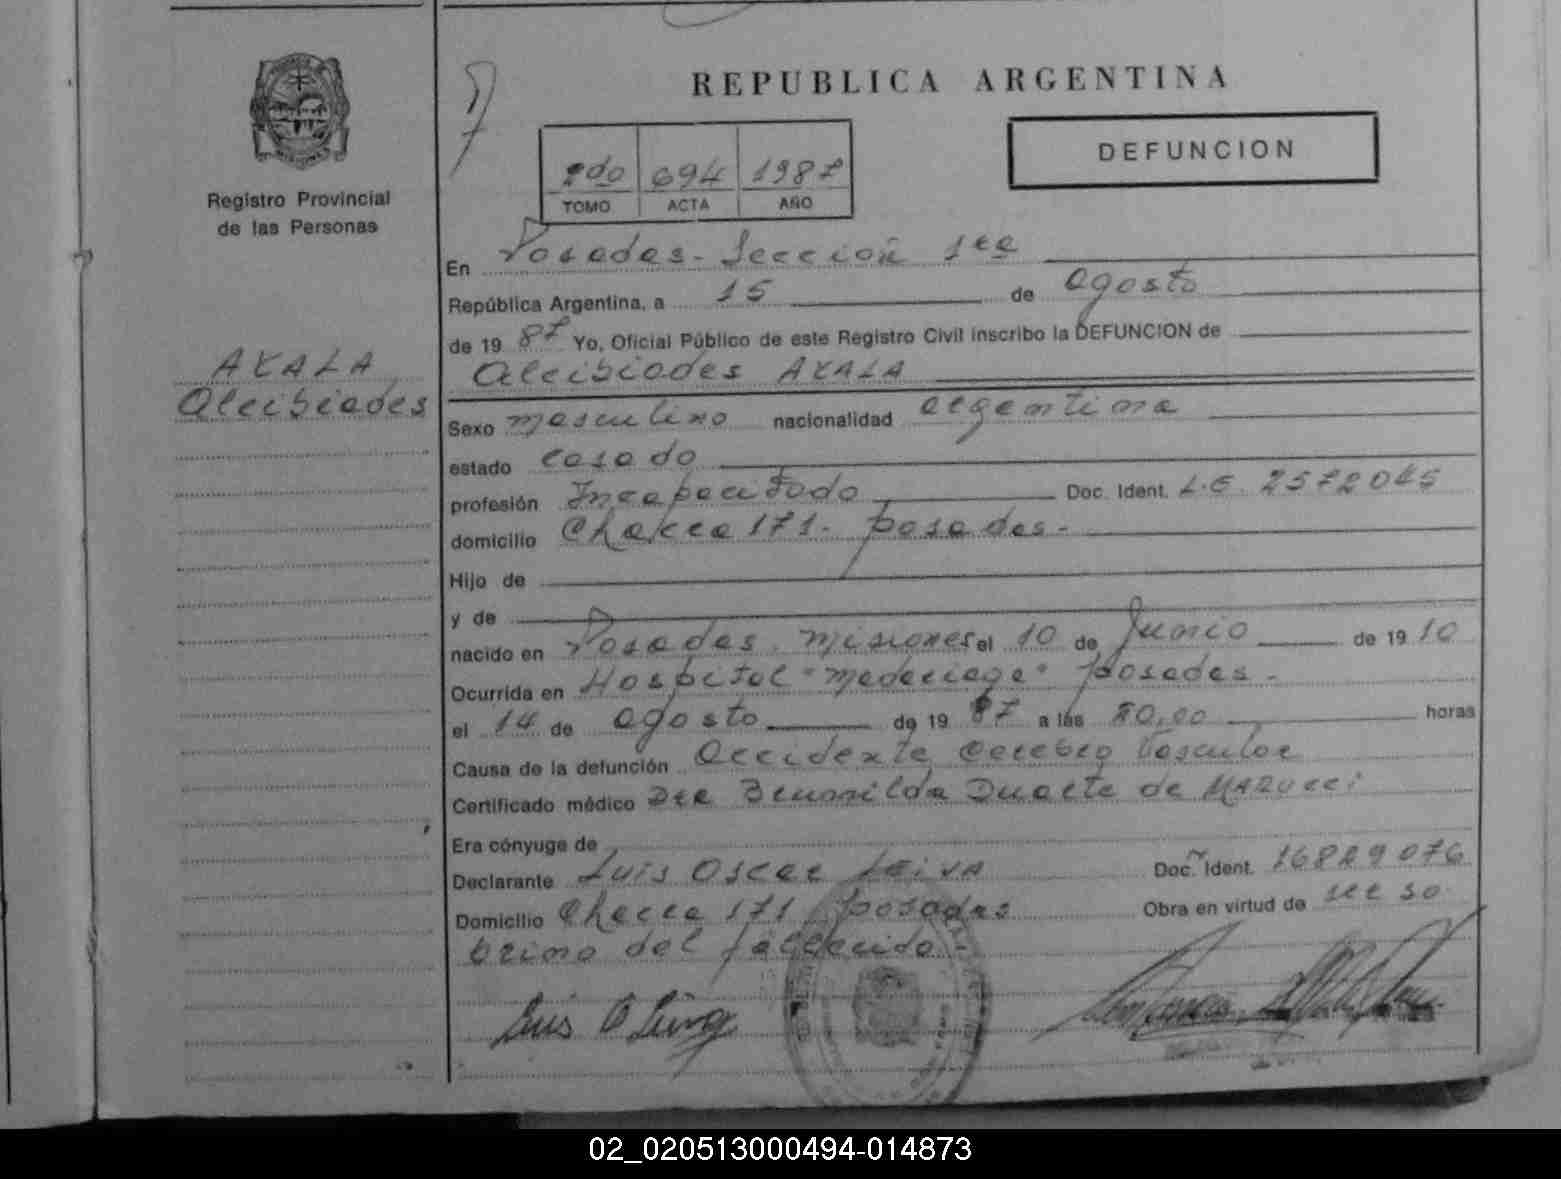 REPUBLICA ARGENTINA
DEFUNCION
Registro Provincial
de las Personas
2do 694 1987
TOMO ACTA AÑO
En Posadas - Sección 1ra
República Argentina, a 15 de agosto
de 1987 Yo, Oficial Público de este Registro Civil inscribo la DEFUNCION de
Alcibiades AYALA
AYALA
Alcibiades
Sexo masculino nacionalidad argentina
estado casado
profesión Incapacitado Doc. Ident. L.E. 2572045
domicilio Chacra 171 - posadas -
Hijo de
y de
nacido en Posadas. Misiones el 10 de Junio de 1910
Ocurrida en Hospital "Madariaga" posadas -
el 14 de agosto de 1987 a las 20,00 horas
Causa de la defunción Accidente Cerebro Vascular
Certificado médico Dra Brunilda Duarte de MARUCCI
Era cónyuge de
Declarante Luis Oscar LEIVA Doc. Ident. 16829076
Domicilio Chacra 171 posadas Obra en virtud de ser so
brino del fallecido -
02_020513000494-014873